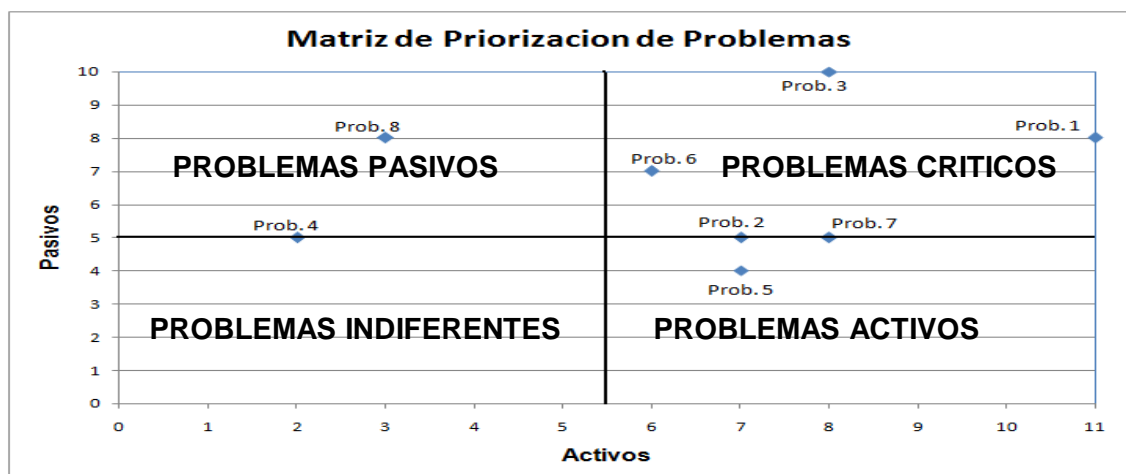 Matriz de Priorizacion de Problemas
10
9
8
7
6
5
4
3
2
1
0
Pasivos
Prob. 3
Prob. 8
Prob. 1
PROBLEMAS PASIVOS
Prob. 6
PROBLEMAS CRITICOS
Prob. 4
Prob. 2
Prob. 7
Prob. 5
PROBLEMAS INDIFERENTES
PROBLEMAS ACTIVOS
0 1 2 3 4 5 6 7 8 9 10 11
Activos